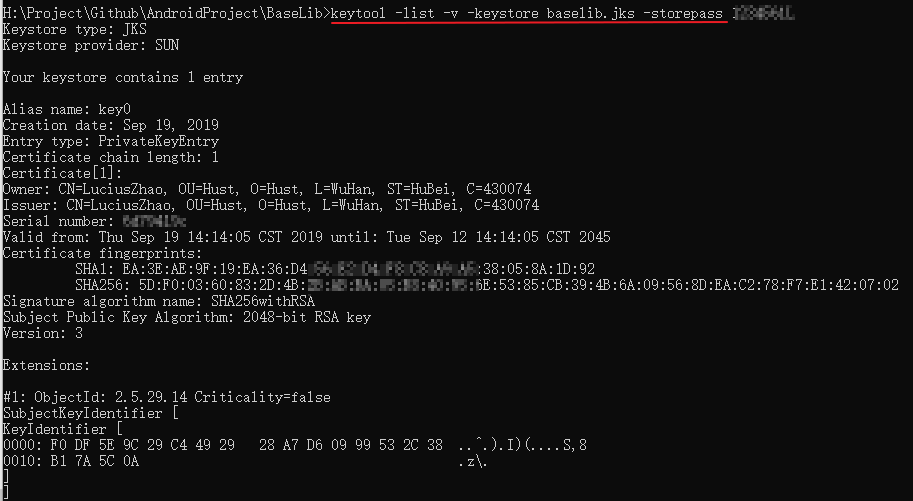 H:\Project\Github\AndroidProject\BaseLib>keytool -list -v -keystore baselib.jks -storepass
Keystore type: JKS
Keystore provider: SUN
Your keystore contains 1 entry
Alias name: key0
Creation date: Sep 19, 2019
Entry type: PrivateKeyEntry
Certificate chain length: 1
Certificate[1]:
Owner: CN=LuciusZhao, OU=Hust, O=Hust, L=WuHan, ST=HuBei, C=430074
Issuer: CN=LuciusZhao, OU=Hust, O=Hust, L=WuHan, ST=HuBei, C=430074
Serial number:
Valid from: Thu Sep 19 14:14:05 CST 2019 until: Tue Sep 12 14:14:05 CST 2045
Certificate fingerprints:
SHA1: EA:3E:AE:9F:19:EA:36:D4 :38:05:8A:1D:92
SHA256: 5D:F0:03:60:83:2D:4B: 6E:53:85:CB:39:4B:6A:09:56:8D:EA:C2:78:F7:E1:42:07:02
Signature algorithm name: SHA256withRSA
Subject Public Key Algorithm: 2048-bit RSA key
Version: 3
Extensions:
#1: ObjectId: 2.5.29.14 Criticality=false
SubjectKeyIdentifier [
KeyIdentifier [
0000: F0 DF 5E 9C 29 C4 49 29   28 A7 D6 09 99 53 2C 38  ..^.).I)(....S,8
0010: B1 7A 5C 0A                                        .z\.
]
]